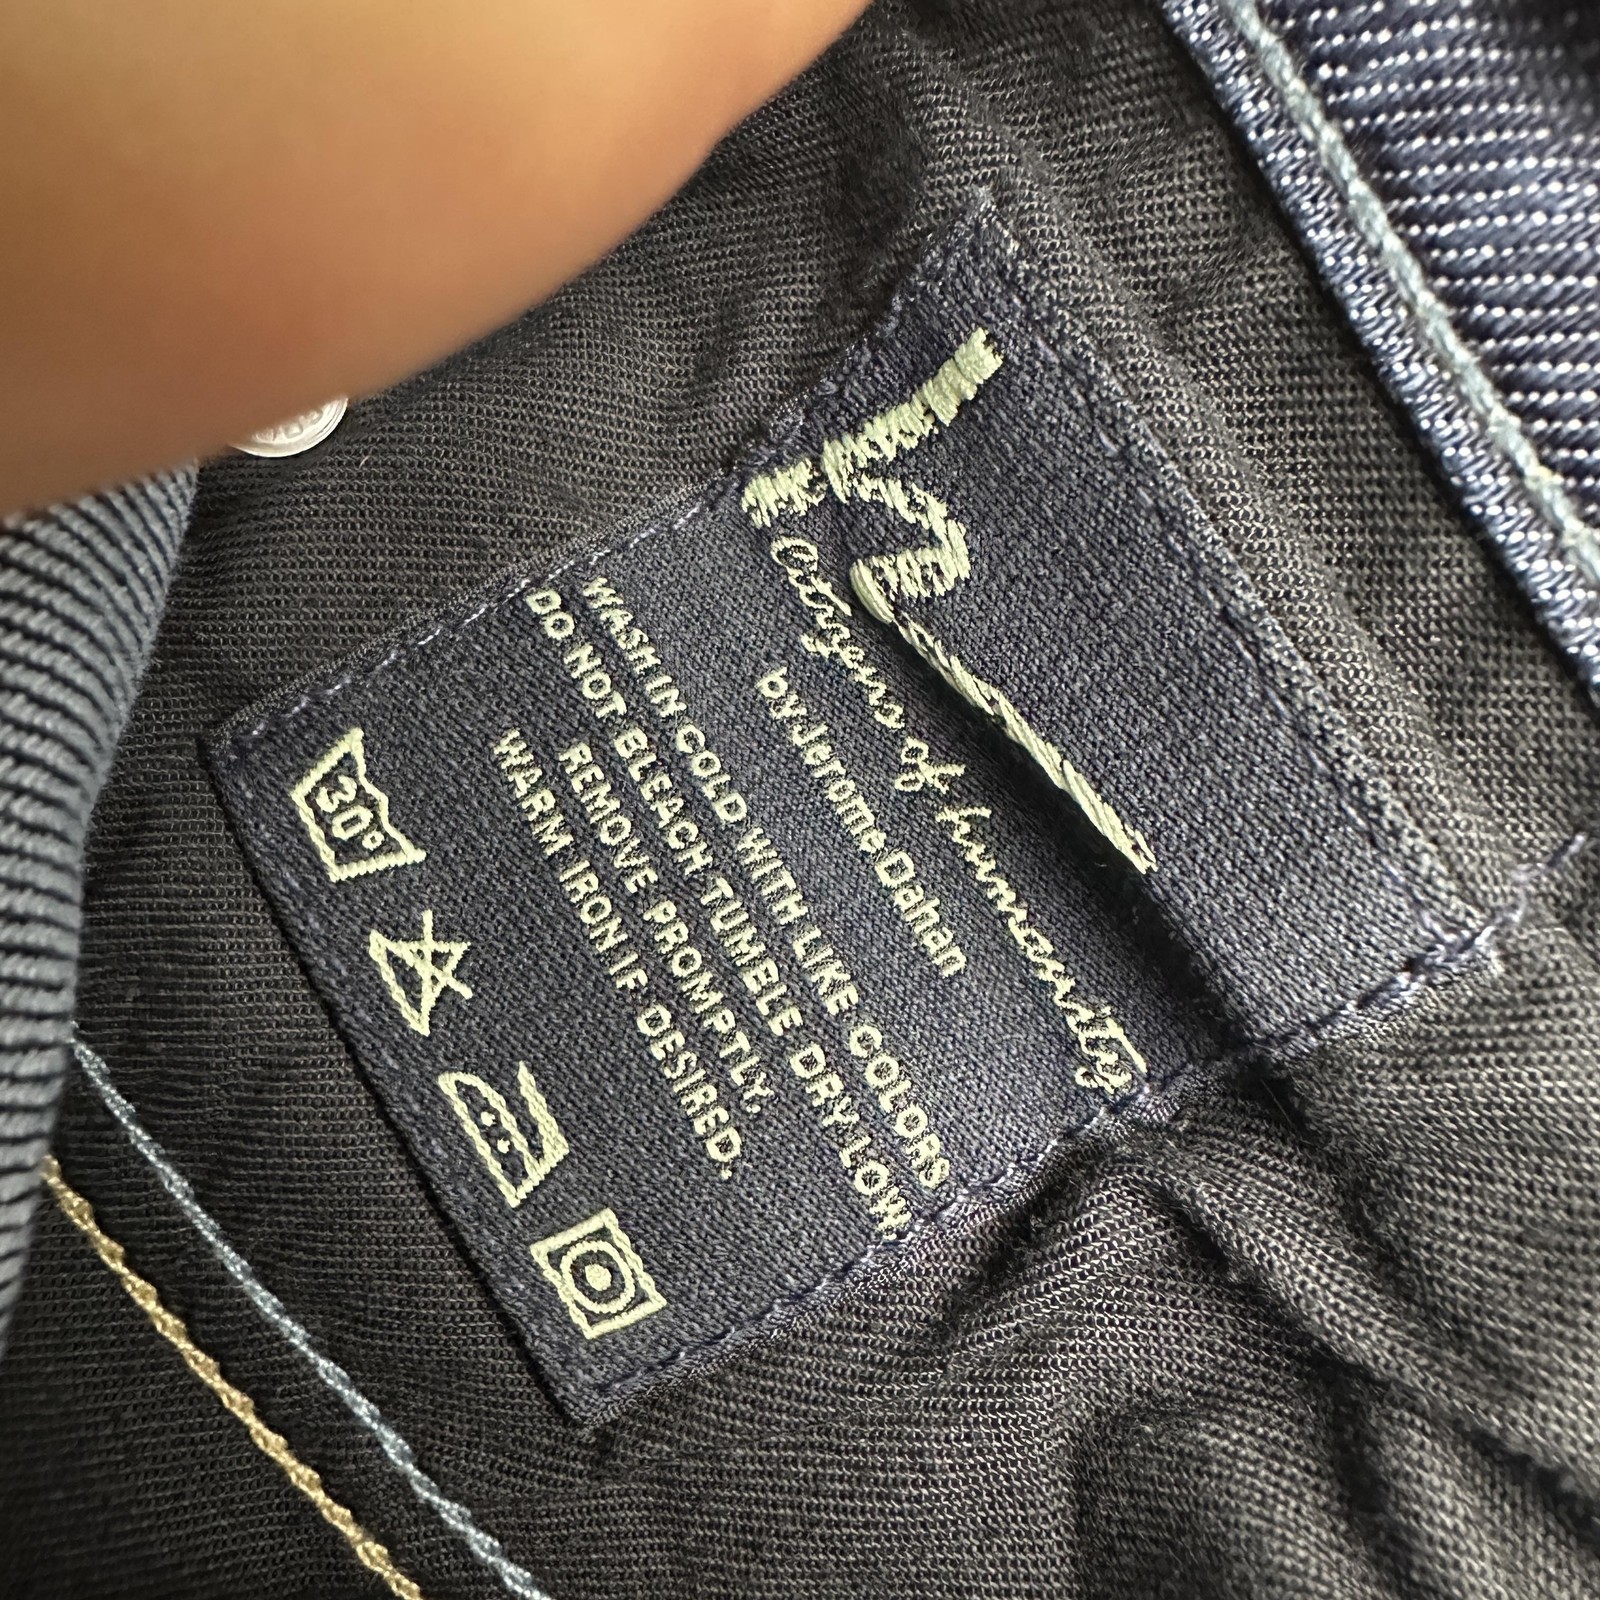 Citizens of humanity
by Jerome Dahan
WASH IN COLD WITH LIKE COLORS
DO NOT BLEACH TUMBLE DRY LOW
REMOVE PROMPTLY,
WARM IRON IF DESIRED.
30°